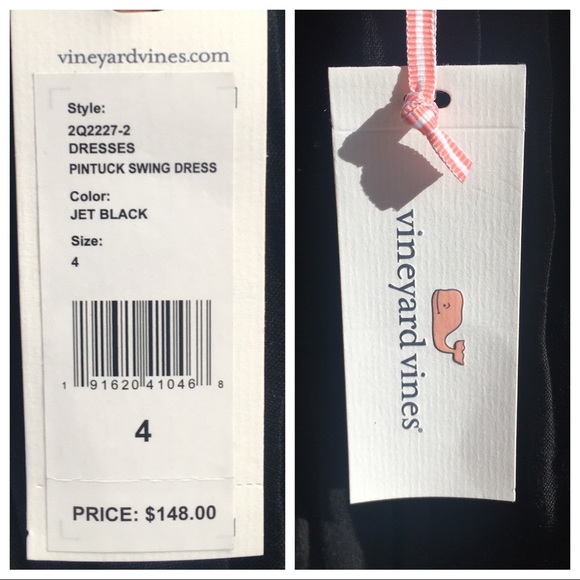 vineyardvines.com
Style:
2Q2227-2
DRESSES
PINTUCK SWING DRESS
Color:
JET BLACK
Size:
4
1 91620 41046 8
4
PRICE: $148.00
vineyard vines®